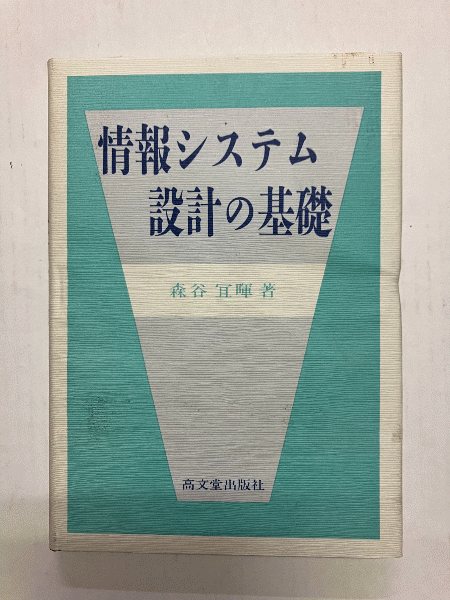 情報システム
設計の基礎
森谷 宜暉 著
高文堂出版社